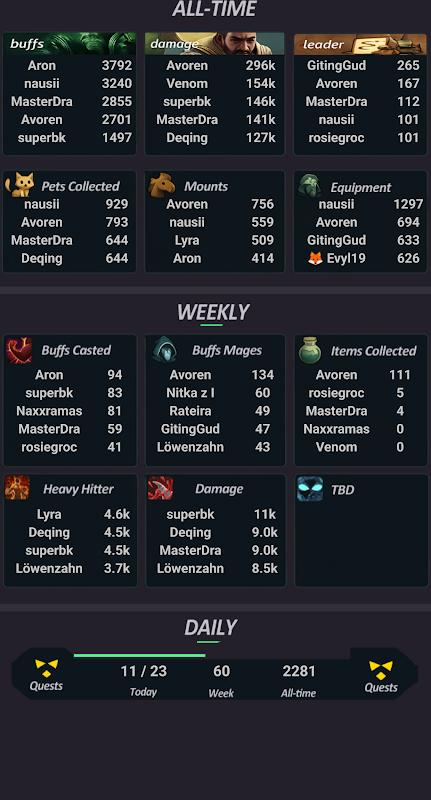 ALL-TIME
buffs damage leader
Aron 3792 Avoren 296k GitingGud 265
nausii 3240 Venom 154k Avoren 167
MasterDra 2855 superbk 146k MasterDra 112
Avoren 2701 MasterDra 141k nausii 101
superbk 1497 Deqing 127k rosiegroc 101
Pets Collected Mounts Equipment
nausii 929 Avoren 756 nausii 1297
Avoren 793 nausii 559 Avoren 694
MasterDra 644 Lyra 509 GitingGud 633
Deqing 644 Aron 414 🦊 Evyl19 626
WEEKLY
Buffs Casted Buffs Mages Items Collected
Aron 94 Avoren 134 Avoren 111
superbk 83 Nitka z I 60 rosiegroc 5
Naxxramas 81 Rateira 49 MasterDra 4
MasterDra 59 GitingGud 47 Naxxramas 0
rosiegroc 41 Löwenzahn 43 Venom 0
Heavy Hitter Damage TBD
Lyra 4.6k superbk 11k
Deqing 4.5k Deqing 9.0k
superbk 4.5k MasterDra 9.0k
Löwenzahn 3.7k Löwenzahn 8.5k
DAILY
11 / 23 60 2281
Quests Today Week All-time Quests